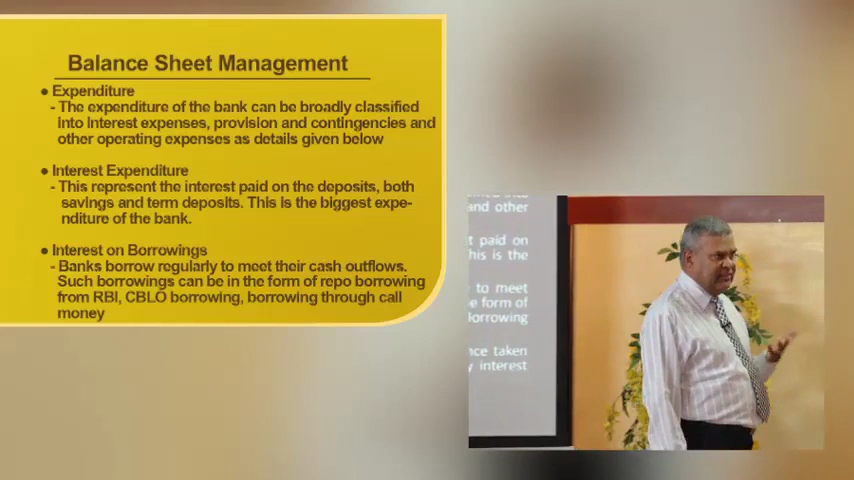 Balance Sheet Management
● Expenditure
- The expenditure of the bank can be broadly classified
into Interest expenses, provision and contingencies and
other operating expenses as details given below
● Interest Expenditure
- This represent the interest paid on the deposits, both
savings and term deposits. This is the biggest expe-
nditure of the bank.
● Interest on Borrowings
- Banks borrow regularly to meet their cash outflows.
Such borrowings can be in the form of repo borrowing
from RBI, CBLO borrowing, borrowing through call
money
and other
t paid on
his is the
to meet
e form of
orrowing
nce taken
y interest